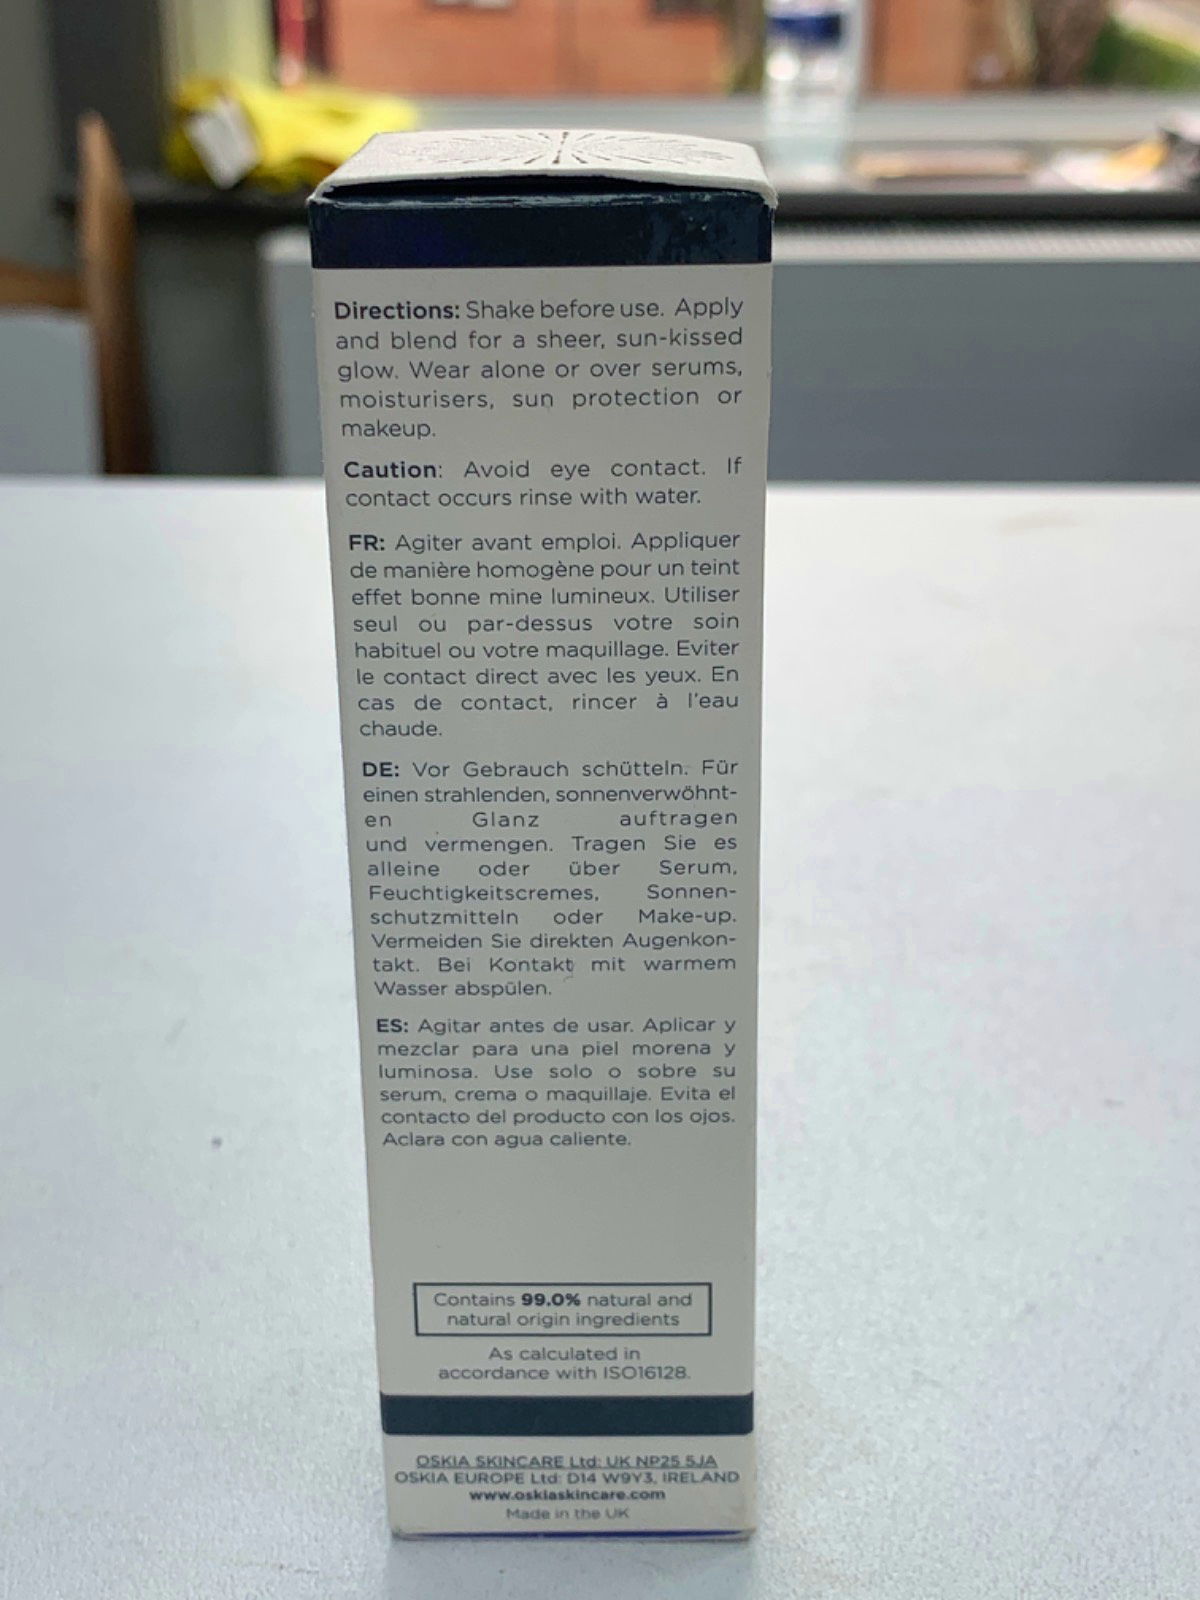 Directions: Shake before use. Apply
and blend for a sheer, sun-kissed
glow. Wear alone or over serums,
moisturisers, sun protection or
makeup.
Caution: Avoid eye contact. If
contact occurs rinse with water.
FR: Agiter avant emploi. Appliquer
de manière homogène pour un teint
effet bonne mine lumineux. Utiliser
seul ou par-dessus votre soin
habituel ou votre maquillage. Eviter
le contact direct avec les yeux. En
cas de contact, rincer à l'eau
chaude.
DE: Vor Gebrauch schütteln. Für
einen strahlenden, sonnenverwöhnt-
en Glanz auftragen
und vermengen. Tragen Sie es
alleine oder über Serum,
Feuchtigkeitscremes, Sonnen-
schutzmitteln oder Make-up.
Vermeiden Sie direkten Augenkon-
takt. Bei Kontakt mit warmem
Wasser abspülen.
ES: Agitar antes de usar. Aplicar y
mezclar para una piel morena y
luminosa. Use solo o sobre su
serum, crema o maquillaje. Evita el
contacto del producto con los ojos.
Aclara con agua caliente.
Contains 99.0% natural and
natural origin ingredients
As calculated in
accordance with ISO16128.
OSKIA SKINCARE Ltd: UK NP25 5JA
OSKIA EUROPE Ltd: D14 W9Y3, IRELAND
www.oskiaskincare.com
Made in the UK